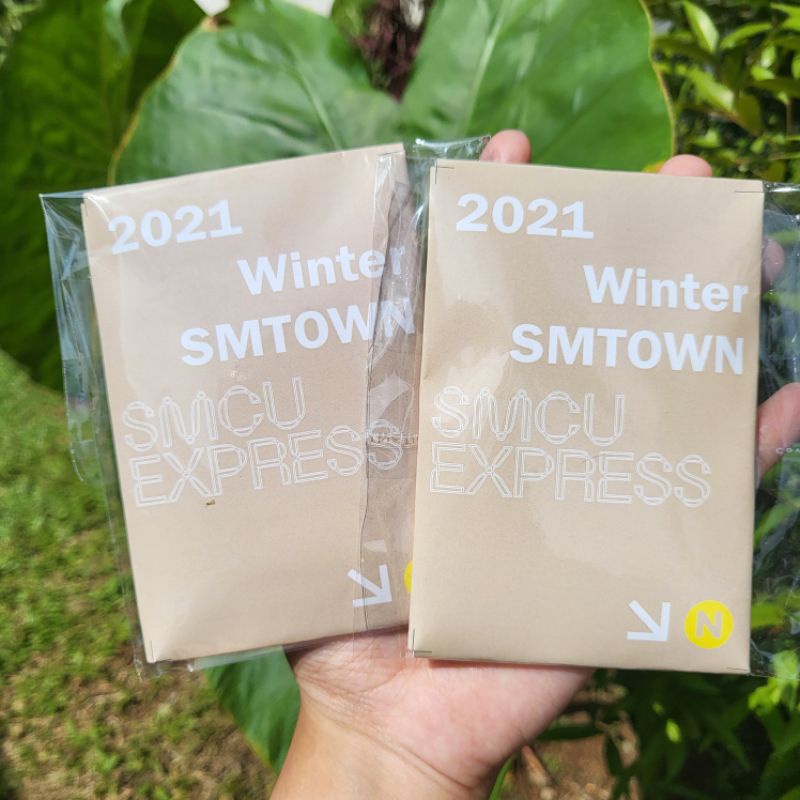 2021
Winter
SMTOWN
SMCU
EXPRESS
2021
Winter
SMTOWN
SMCU
EXPRESS
N